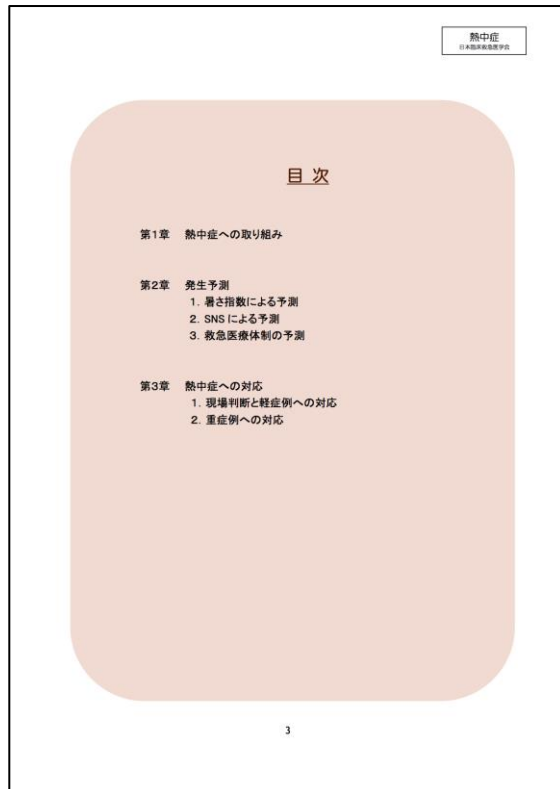 熱中症
日本臨床救急医学会
目 次
第1章 熱中症への取り組み
第2章 発生予測
1. 暑さ指数による予測
2. SNS による予測
3. 救急医療体制の予測
第3章 熱中症への対応
1. 現場判断と軽症例への対応
2. 重症例への対応
3